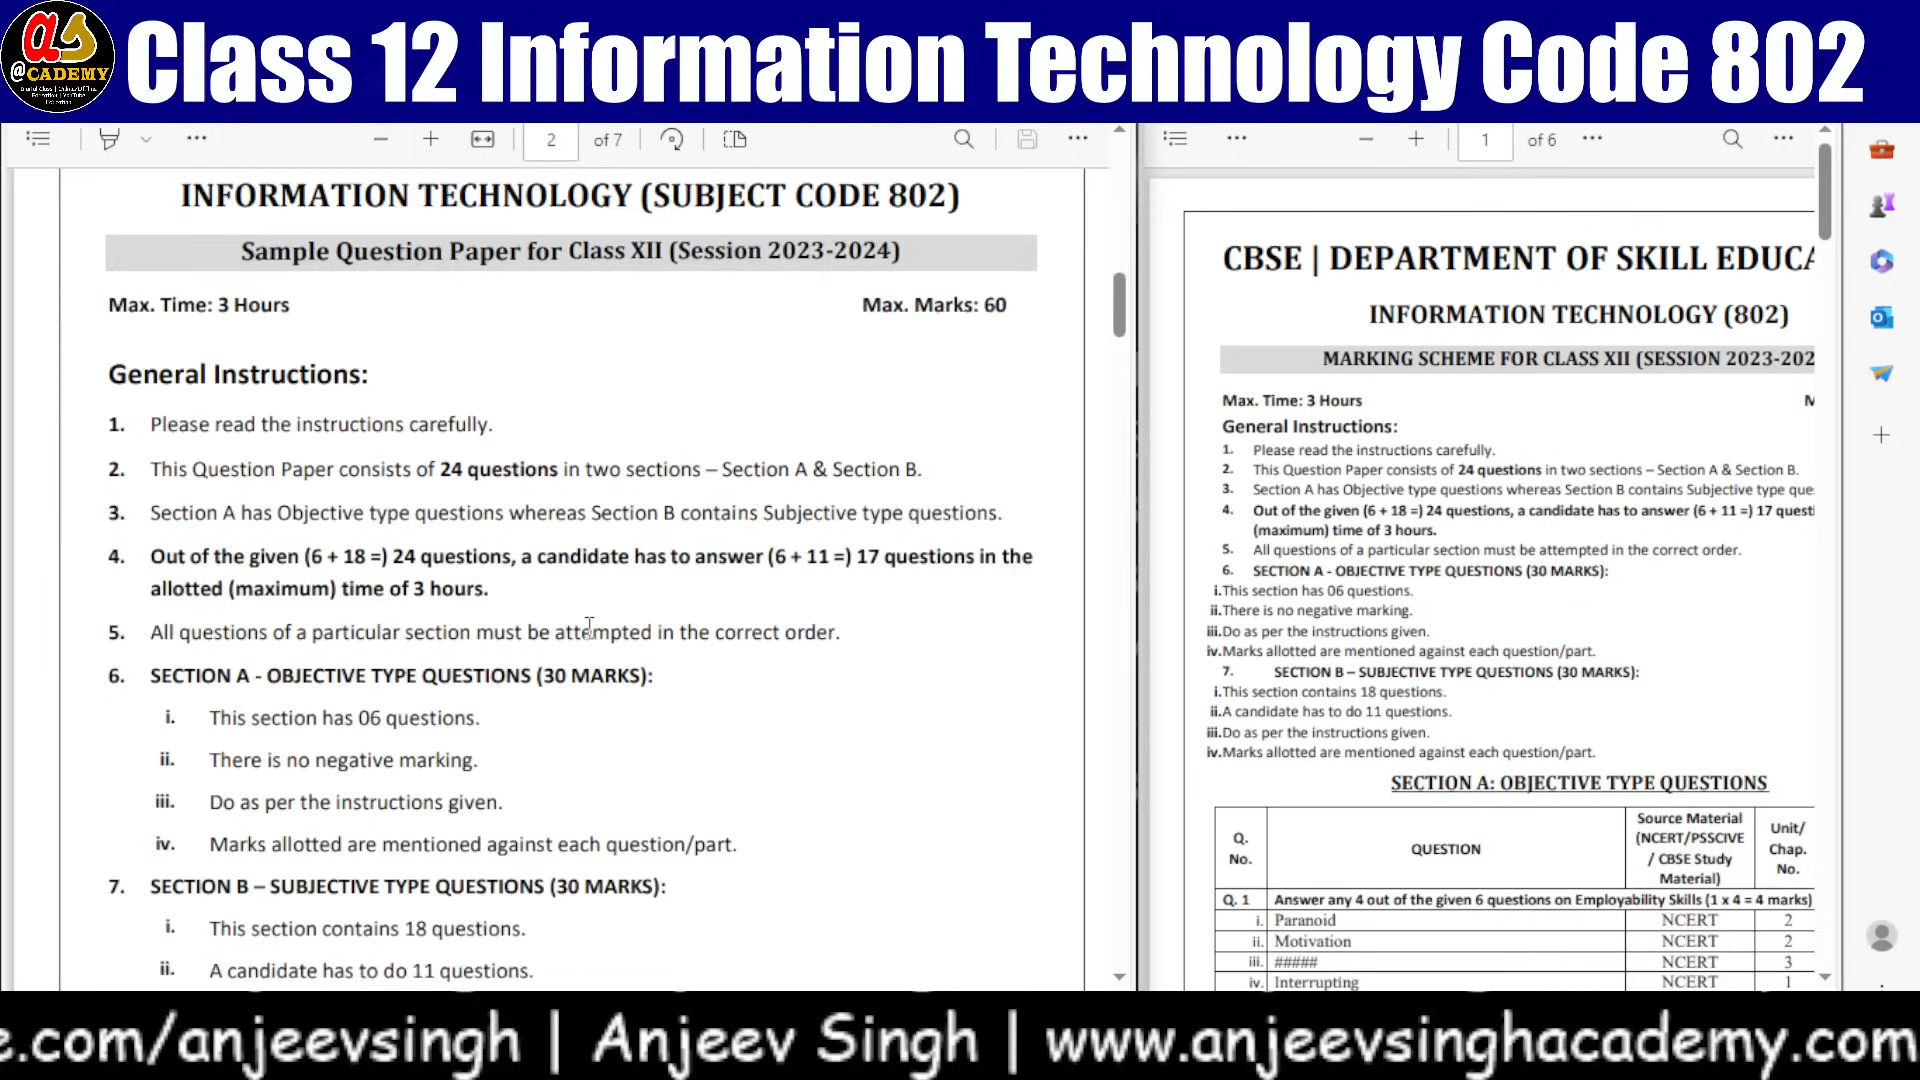 as
@CADEMY
Class 12 Information Technology Code 802
2 of 7
1 of 6
INFORMATION TECHNOLOGY (SUBJECT CODE 802)
Sample Question Paper for Class XII (Session 2023-2024)
Max. Time: 3 Hours Max. Marks: 60
General Instructions:
1. Please read the instructions carefully.
2. This Question Paper consists of 24 questions in two sections – Section A & Section B.
3. Section A has Objective type questions whereas Section B contains Subjective type questions.
4. Out of the given (6 + 18 =) 24 questions, a candidate has to answer (6 + 11 =) 17 questions in the
allotted (maximum) time of 3 hours.
5. All questions of a particular section must be attempted in the correct order.
6. SECTION A - OBJECTIVE TYPE QUESTIONS (30 MARKS):
i. This section has 06 questions.
ii. There is no negative marking.
iii. Do as per the instructions given.
iv. Marks allotted are mentioned against each question/part.
7. SECTION B – SUBJECTIVE TYPE QUESTIONS (30 MARKS):
i. This section contains 18 questions.
ii. A candidate has to do 11 questions.
CBSE | DEPARTMENT OF SKILL EDUCA
INFORMATION TECHNOLOGY (802)
MARKING SCHEME FOR CLASS XII (SESSION 2023-202
Max. Time: 3 Hours M
General Instructions:
1. Please read the instructions carefully.
2. This Question Paper consists of 24 questions in two sections – Section A & Section B.
3. Section A has Objective type questions whereas Section B contains Subjective type que
4. Out of the given (6 + 18 =) 24 questions, a candidate has to answer (6 + 11 =) 17 questi
(maximum) time of 3 hours.
5. All questions of a particular section must be attempted in the correct order.
6. SECTION A - OBJECTIVE TYPE QUESTIONS (30 MARKS):
i.This section has 06 questions.
ii.There is no negative marking.
iii.Do as per the instructions given.
iv.Marks allotted are mentioned against each question/part.
7. SECTION B – SUBJECTIVE TYPE QUESTIONS (30 MARKS):
i.This section contains 18 questions.
ii.A candidate has to do 11 questions.
iii.Do as per the instructions given.
iv.Marks allotted are mentioned against each question/part.
SECTION A: OBJECTIVE TYPE QUESTIONS
Q. No. QUESTION Source Material (NCERT/PSSCIVE / CBSE Study Material) Unit/ Chap. No.
Q. 1 Answer any 4 out of the given 6 questions on Employability Skills (1 x 4 = 4 marks)
i. Paranoid NCERT 2
ii. Motivation NCERT 2
iii. ##### NCERT 3
iv. Interrupting NCERT 1
e.com/anjeevsingh | Anjeev Singh | www.anjeevsinghacademy.com